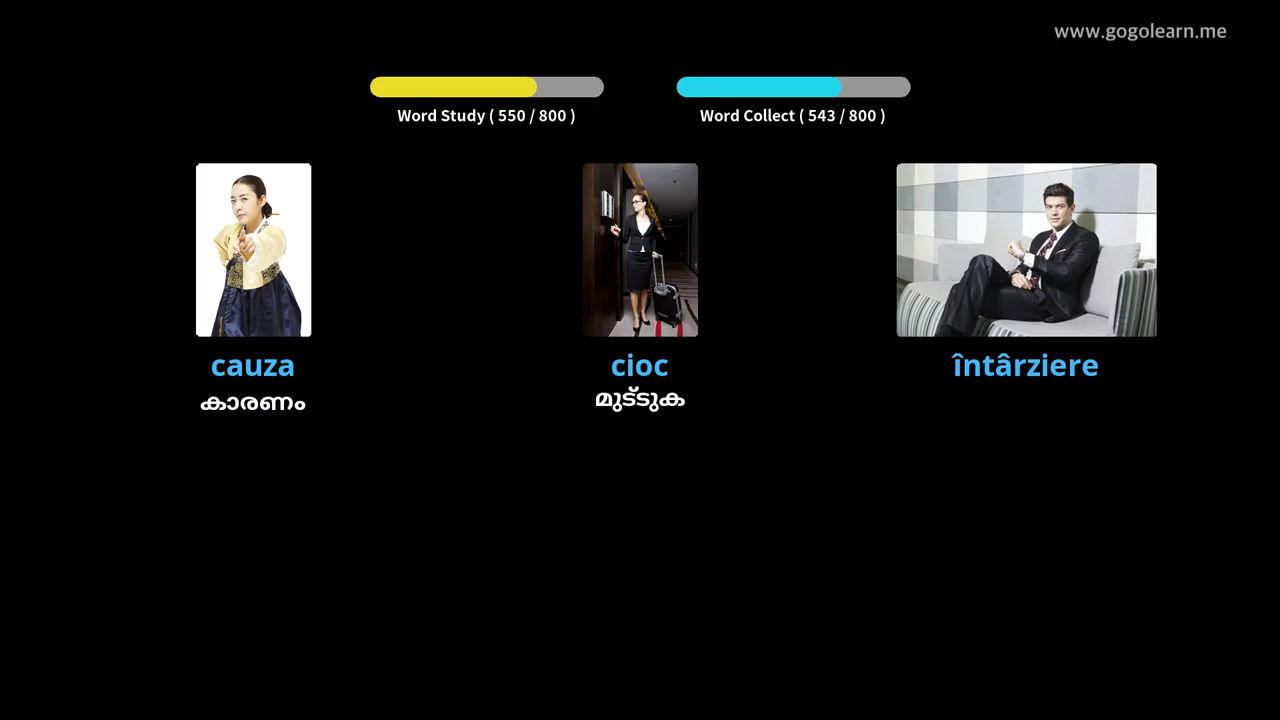 www.gogolearn.me
Word Study ( 550 / 800 )
Word Collect ( 543 / 800 )
cauza
cioc
întârziere
കാരണം
മുട്ടുക